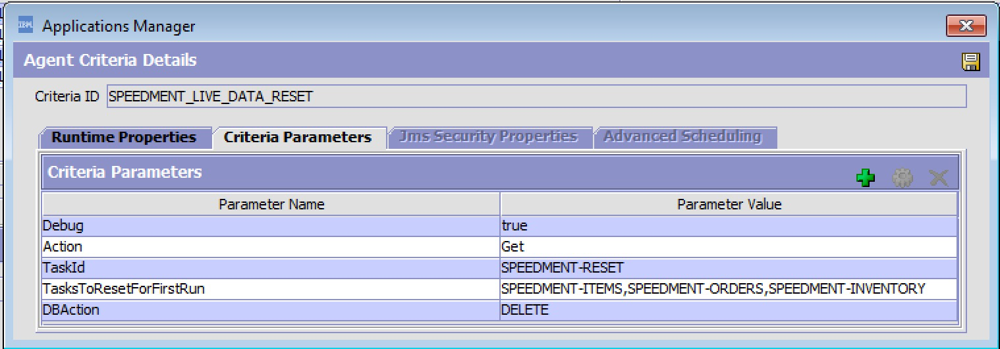 IBM Applications Manager
Agent Criteria Details
Criteria ID SPEEDMENT_LIVE_DATA_RESET
Runtime Properties Criteria Parameters Jms Security Properties Advanced Scheduling
Criteria Parameters
Parameter Name Parameter Value
Debug true
Action Get
TaskId SPEEDMENT-RESET
TasksToResetForFirstRun SPEEDMENT-ITEMS,SPEEDMENT-ORDERS,SPEEDMENT-INVENTORY
DBAction DELETE